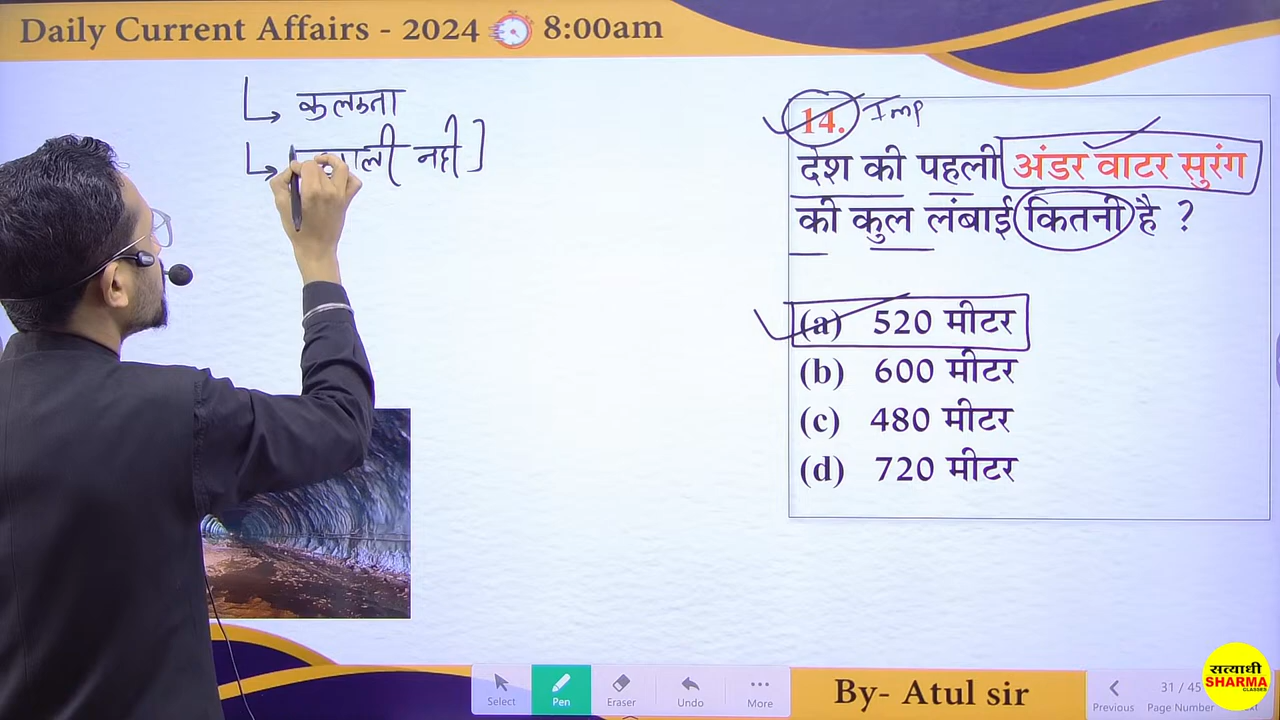 Daily Current Affairs - 2024 8:00am
कुलकता
नही ]
14. Imp
देश की पहली अंडर वाटर सुरंग
की कुल लंबाई कितनी है ?
(a) 520 मीटर
(b) 600 मीटर
(c) 480 मीटर
(d) 720 मीटर
Select Pen Eraser Undo More
By- Atul sir
31 / 45
Previous Page Number
सत्याधी
SHARMA
CLASSES